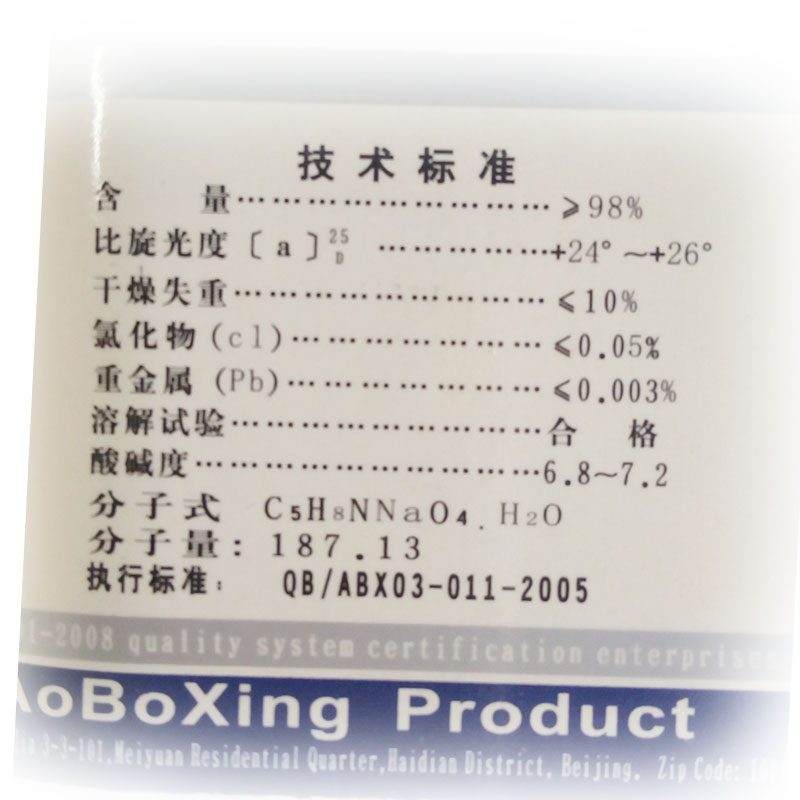 技术标准
含 量…………………………≥98%
比旋光度〔a〕25D ……………+24°~+26°
干燥失重…………………………≤10%
氯化物(cl)……………………≤0.05%
重金属(Pb)……………………≤0.003%
溶解试验…………………………合 格
酸碱度……………………………6.8~7.2
分子式 C5H8NNaO4.H2O
分子量:187.13
执行标准: QB/ABX03-011-2005
1-2008 quality system certification enterprises
AoBoXing Product
3-3-101,Meiyuan Residential Quarter,Haidian District, Beijing. Zip Code: